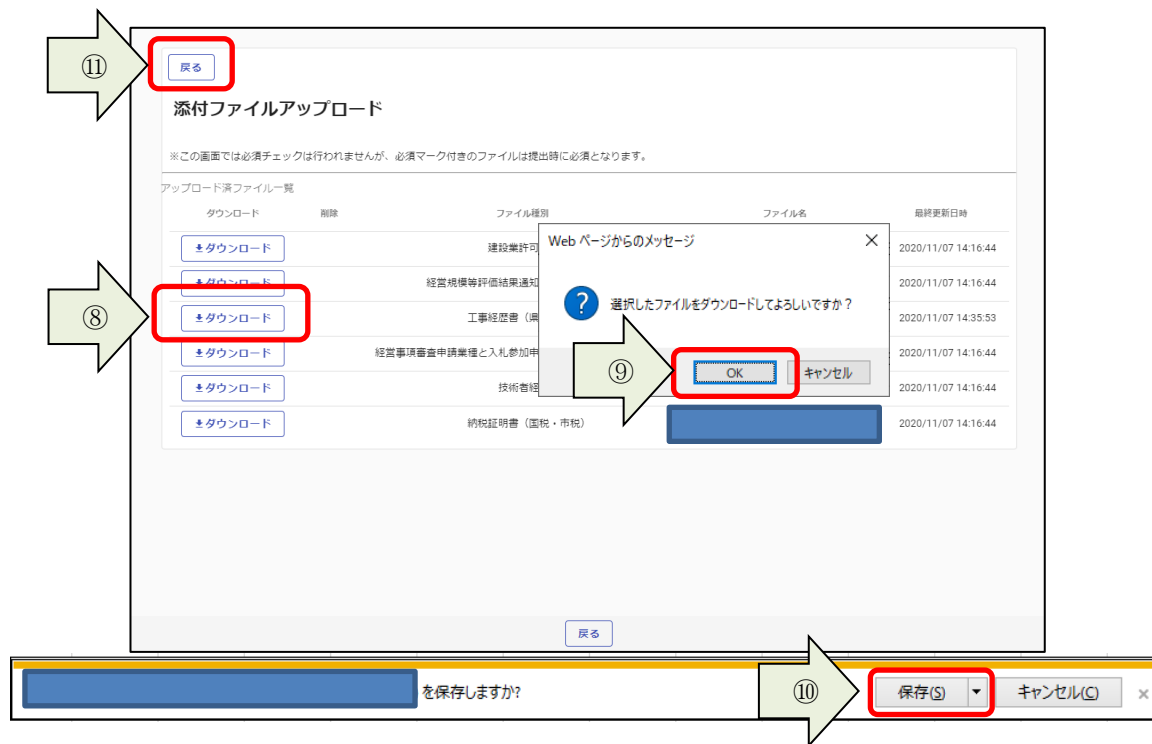 ⑪
戻る
添付ファイルアップロード
※この画面では必須チェックは行われませんが、必須マーク付きのファイルは提出時に必須となります。
アップロード済ファイル一覧
ダウンロード 削除 ファイル種別 ファイル名 最終更新日時
ダウンロード 建設業許可 2020/11/07 14:16:44
ダウンロード 経営規模等評価結果通知 2020/11/07 14:16:44
⑧
ダウンロード 工事経歴書（県 2020/11/07 14:35:53
ダウンロード 経営事項審査申請業種と入札参加申 2020/11/07 14:16:44
ダウンロード 技術者経 2020/11/07 14:16:44
ダウンロード 納税証明書（国税・市税） 2020/11/07 14:16:44
Web ページからのメッセージ
選択したファイルをダウンロードしてよろしいですか？
⑨
OK キャンセル
戻る
を保存しますか?
⑩
保存(S) キャンセル(C) ×